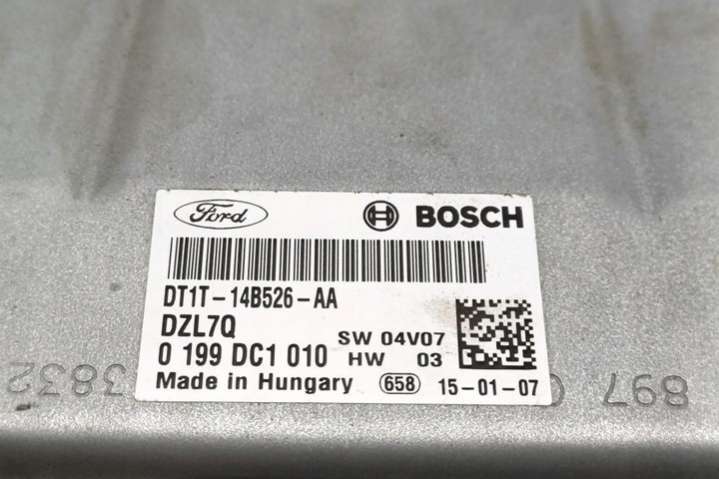 Ford BOSCH
DT1T-14B526-AA
DZL7Q
SW 04V07
0 199 DC1 010 HW 03
Made in Hungary 658 15-01-07
3832
897